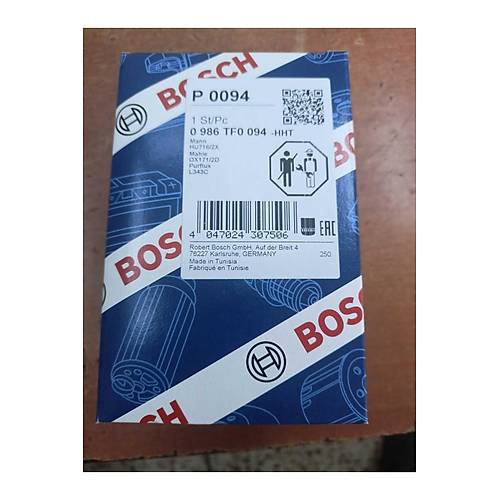 BOSCH
P 0094
1 St/Pc
0 986 TF0 094 -HHT
Mann
HU716/2X
Mahle
OX171/2D
Purflux
L343C
4 047024 307506
EAC
Robert Bosch GmbH, Auf der Breit 4
76227 Karlsruhe, GERMANY
Made in Tunisia
Fabriqué en Tunisie
250
BOSCH
BOSCH
BOSCH